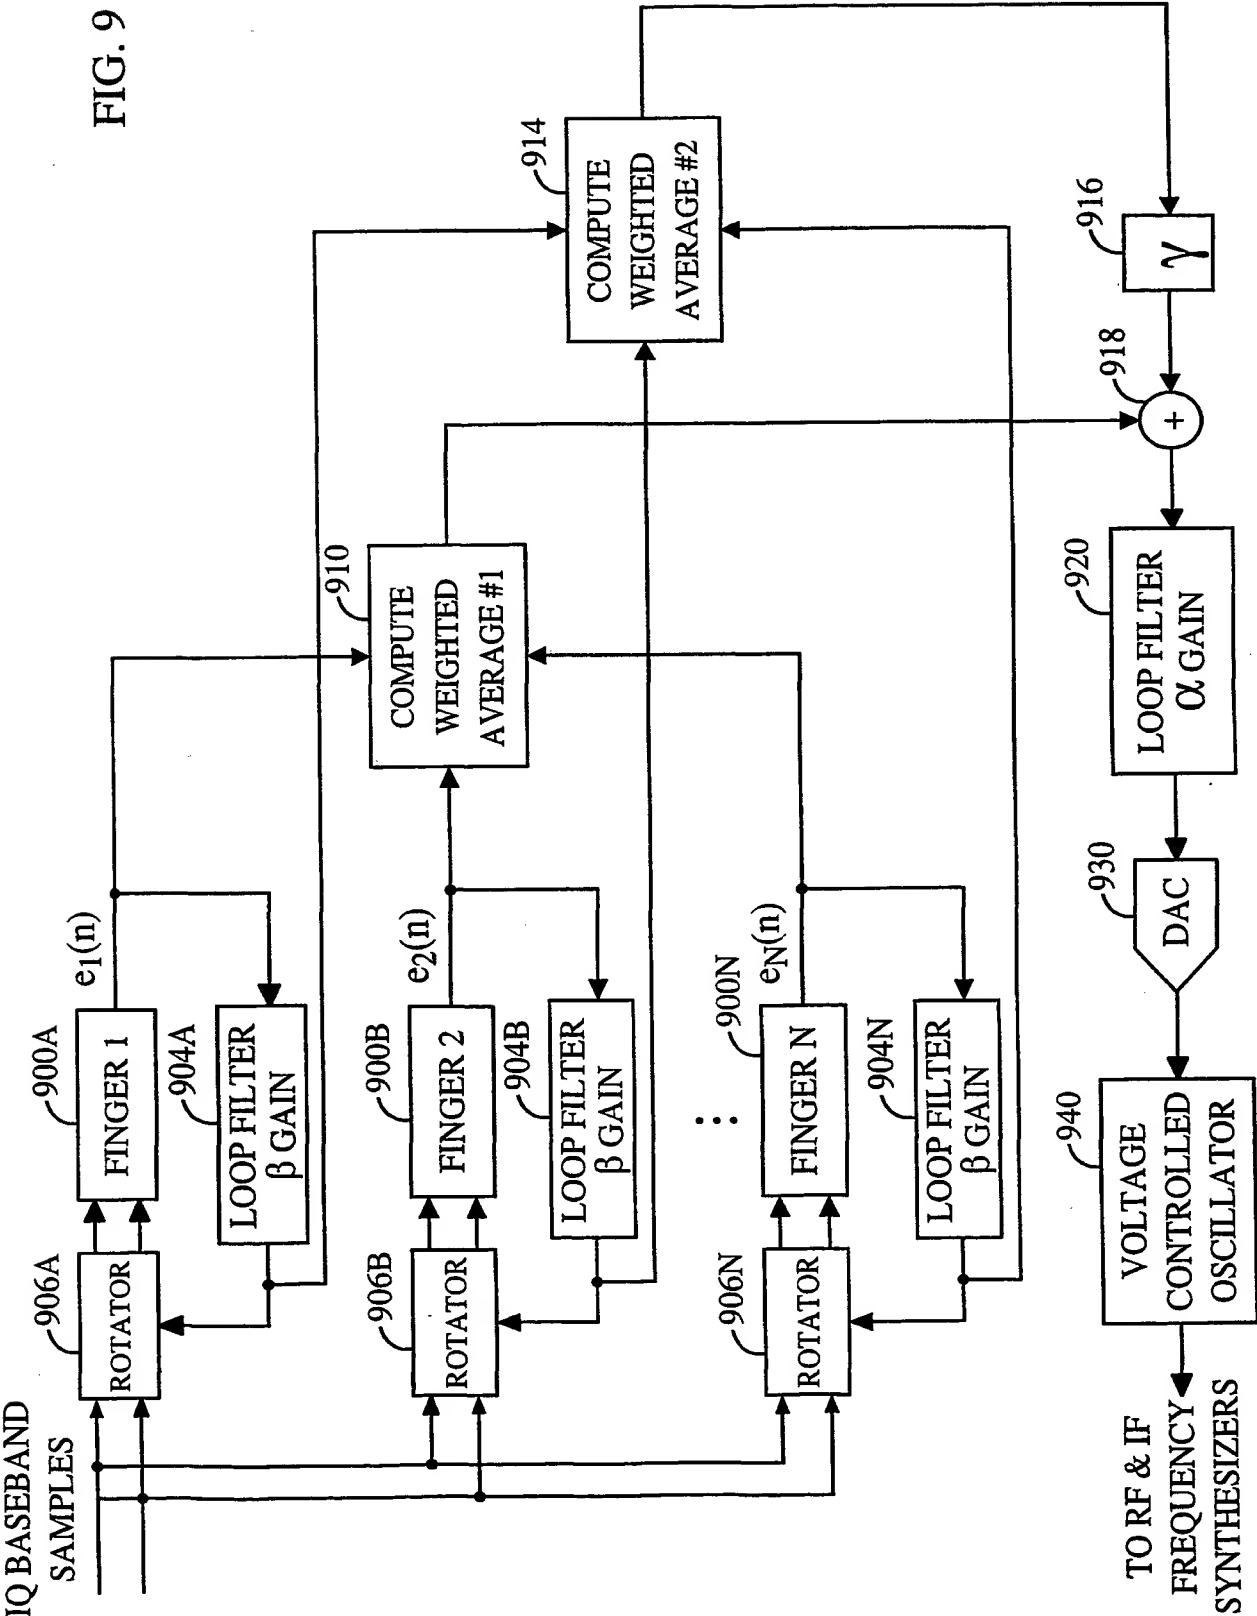 FIG. 9
IQ BASEBAND
SAMPLES
906A
ROTATOR
900A
FINGER 1
e1(n)
904A
LOOP FILTER
β GAIN
906B
ROTATOR
900B
FINGER 2
e2(n)
904B
LOOP FILTER
β GAIN
...
906N
ROTATOR
900N
FINGER N
eN(n)
904N
LOOP FILTER
β GAIN
910
COMPUTE
WEIGHTED
AVERAGE #1
914
COMPUTE
WEIGHTED
AVERAGE #2
916
γ
918
+
920
LOOP FILTER
α GAIN
930
DAC
940
VOLTAGE
CONTROLLED
OSCILLATOR
TO RF & IF
FREQUENCY
SYNTHESIZERS